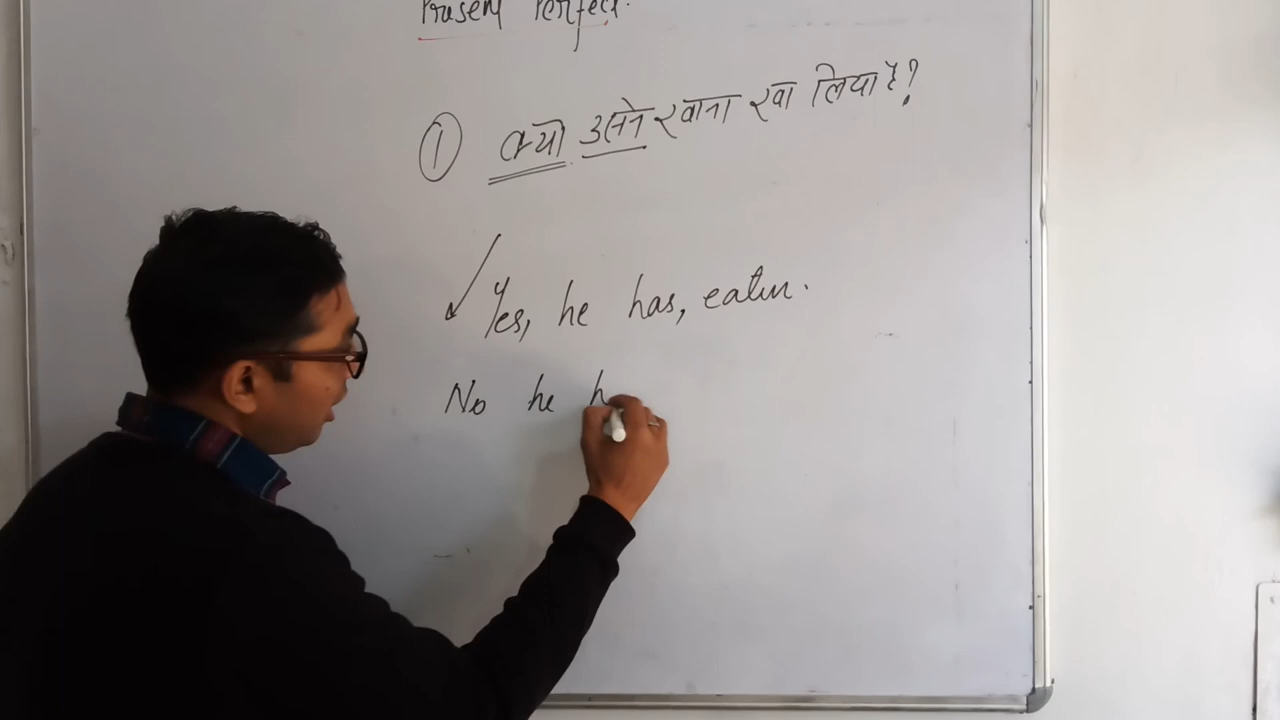 Present Perfect.
① क्यो उसने खाना खा लिया है?
Yes, he has, eaten.
No he h